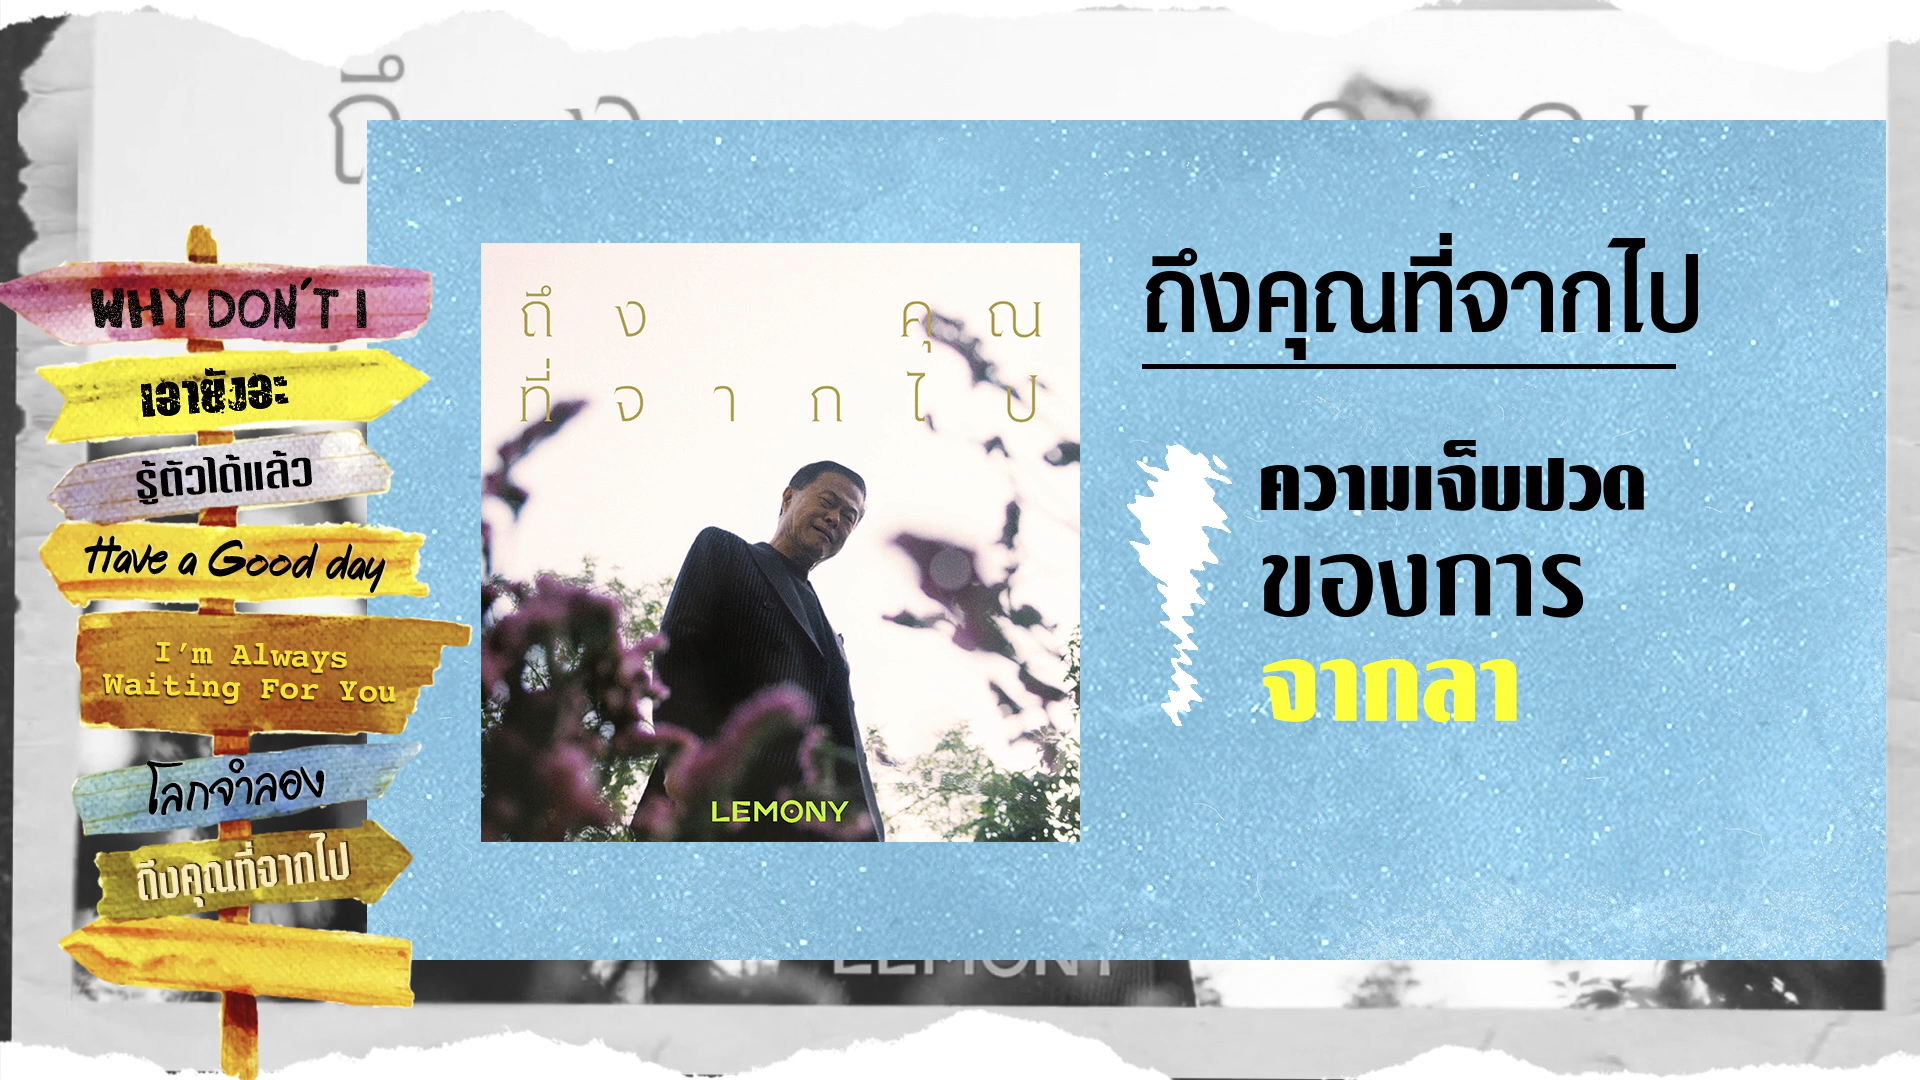 WHY DON'T I
เอายังอะ
รู้ตัวได้แล้ว
Have a Good day
I'm Always
Waiting For You
โลกจำลอง
ถึงคุณที่จากไป
ถึง คุณ
ที่จากไป
LEMONY
ถึงคุณที่จากไป
ความเจ็บปวด
ของการ
จากลา
LEMONY